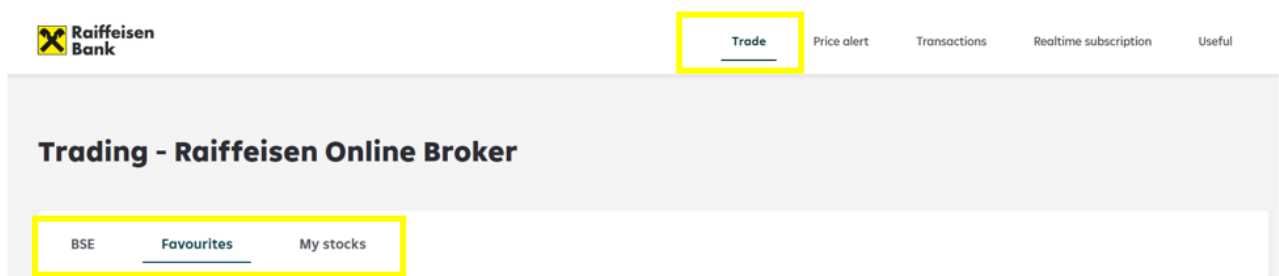 Raiffeisen
Bank
Trade Price alert Transactions Realtime subscription Useful
Trading - Raiffeisen Online Broker
BSE Favourites My stocks